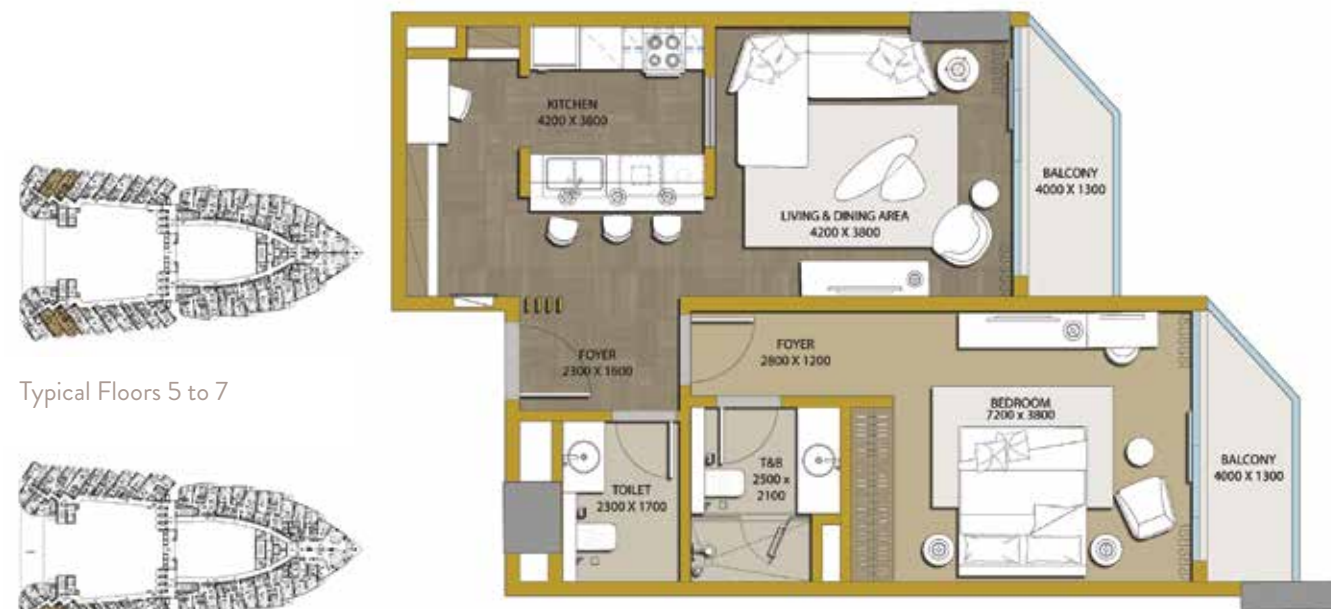 KITCHEN
4200 X 3800
LIVING & DINING AREA
4200 X 3800
BALCONY
4000 X 1300
FOYER
2300 X 1600
FOYER
2800 X 1200
BEDROOM
7200 x 3800
BALCONY
4000 X 1300
TOILET
2300 X 1700
T&B
2500 x
2100
Typical Floors 5 to 7